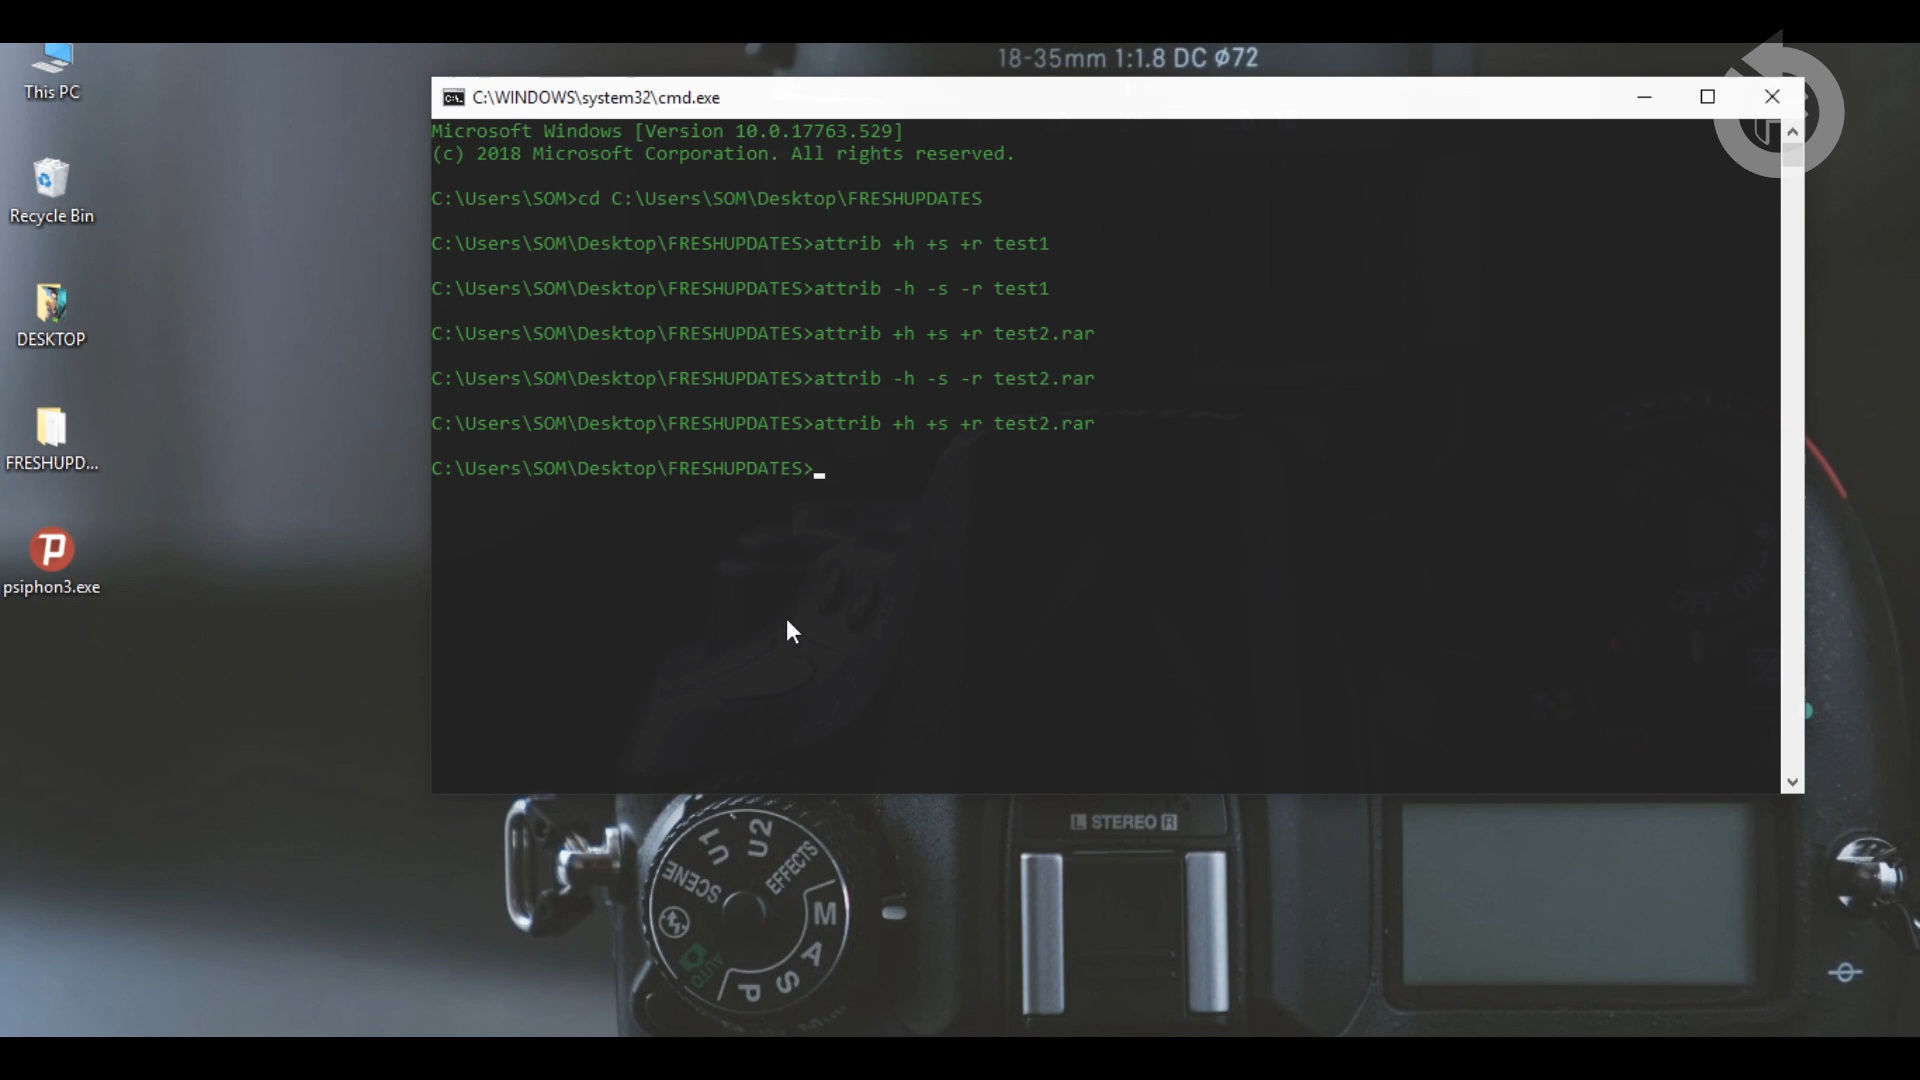 18-35mm 1:1.8 DC ø72
This PC
Recycle Bin
DESKTOP
FRESHUPD...
psiphon3.exe
C:\WINDOWS\system32\cmd.exe
Microsoft Windows [Version 10.0.17763.529]
(c) 2018 Microsoft Corporation. All rights reserved.
C:\Users\SOM>cd C:\Users\SOM\Desktop\FRESHUPDATES
C:\Users\SOM\Desktop\FRESHUPDATES>attrib +h +s +r test1
C:\Users\SOM\Desktop\FRESHUPDATES>attrib -h -s -r test1
C:\Users\SOM\Desktop\FRESHUPDATES>attrib +h +s +r test2.rar
C:\Users\SOM\Desktop\FRESHUPDATES>attrib -h -s -r test2.rar
C:\Users\SOM\Desktop\FRESHUPDATES>attrib +h +s +r test2.rar
C:\Users\SOM\Desktop\FRESHUPDATES>
L STEREO R
U1
U2
EFFECTS
SCENE
M
A
S
P
AUTO